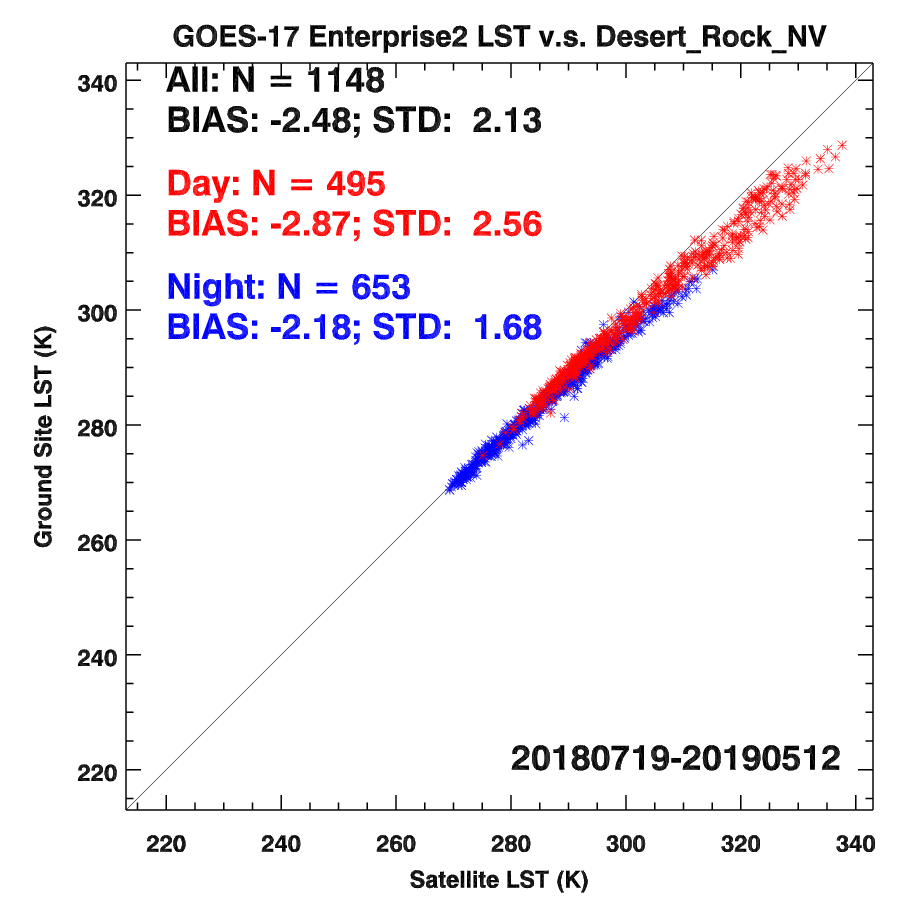 GOES-17 Enterprise2 LST v.s. Desert_Rock_NV
All: N = 1148
BIAS: -2.48; STD: 2.13
Day: N = 495
BIAS: -2.87; STD: 2.56
Night: N = 653
BIAS: -2.18; STD: 1.68
340
320
300
280
260
240
220
Ground Site LST (K)
20180719-20190512
220 240 260 280 300 320 340
Satellite LST (K)